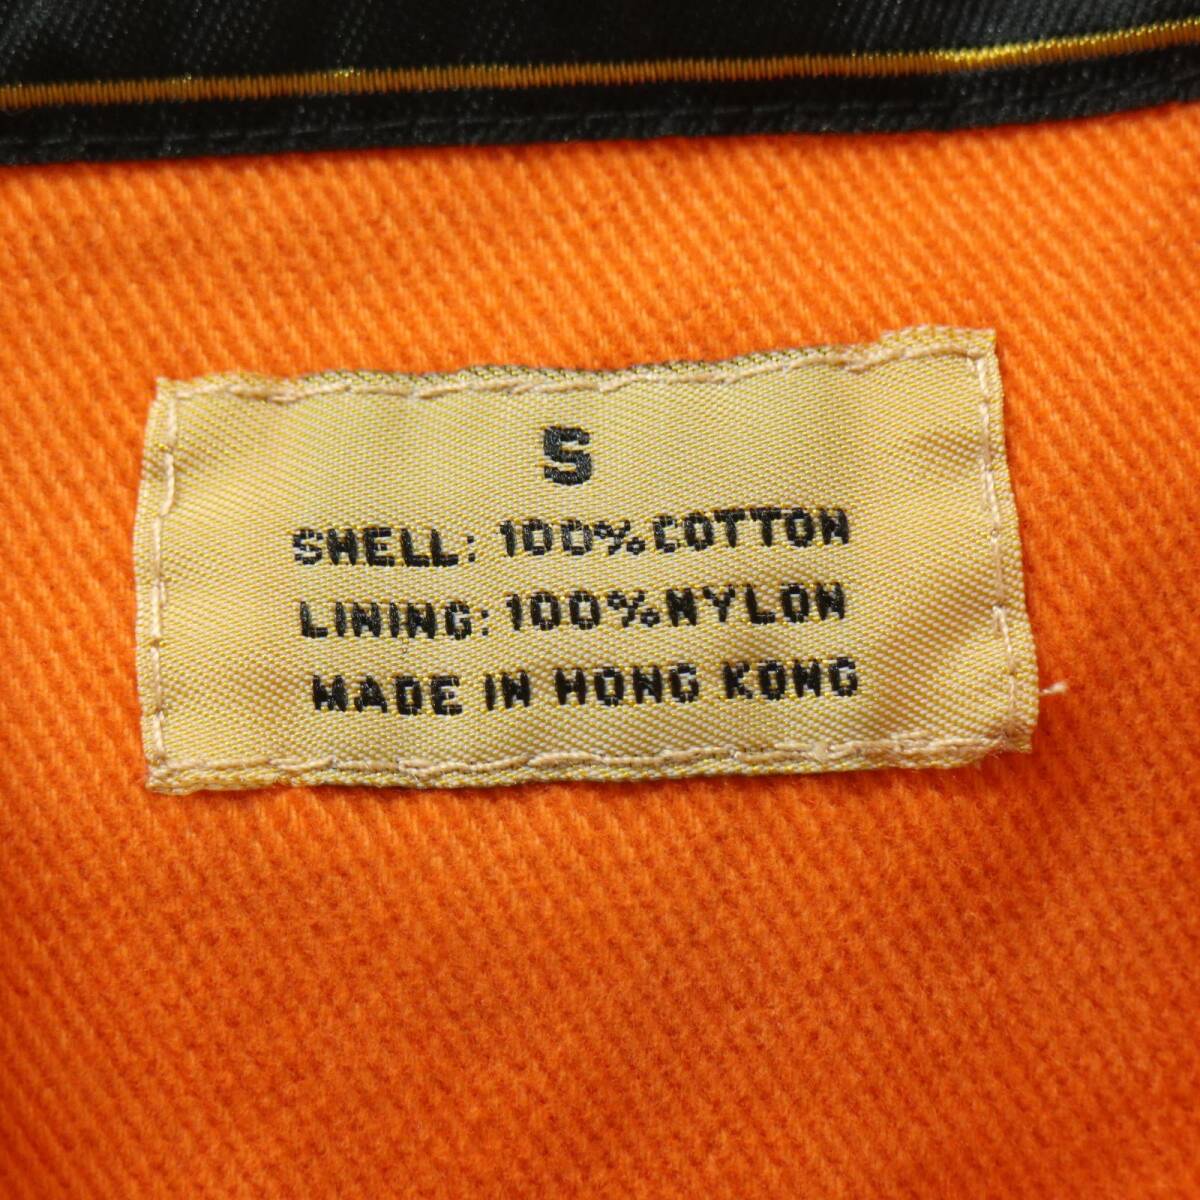 S
SHELL: 100% COTTON
LINING: 100% NYLON
MADE IN HONG KONG